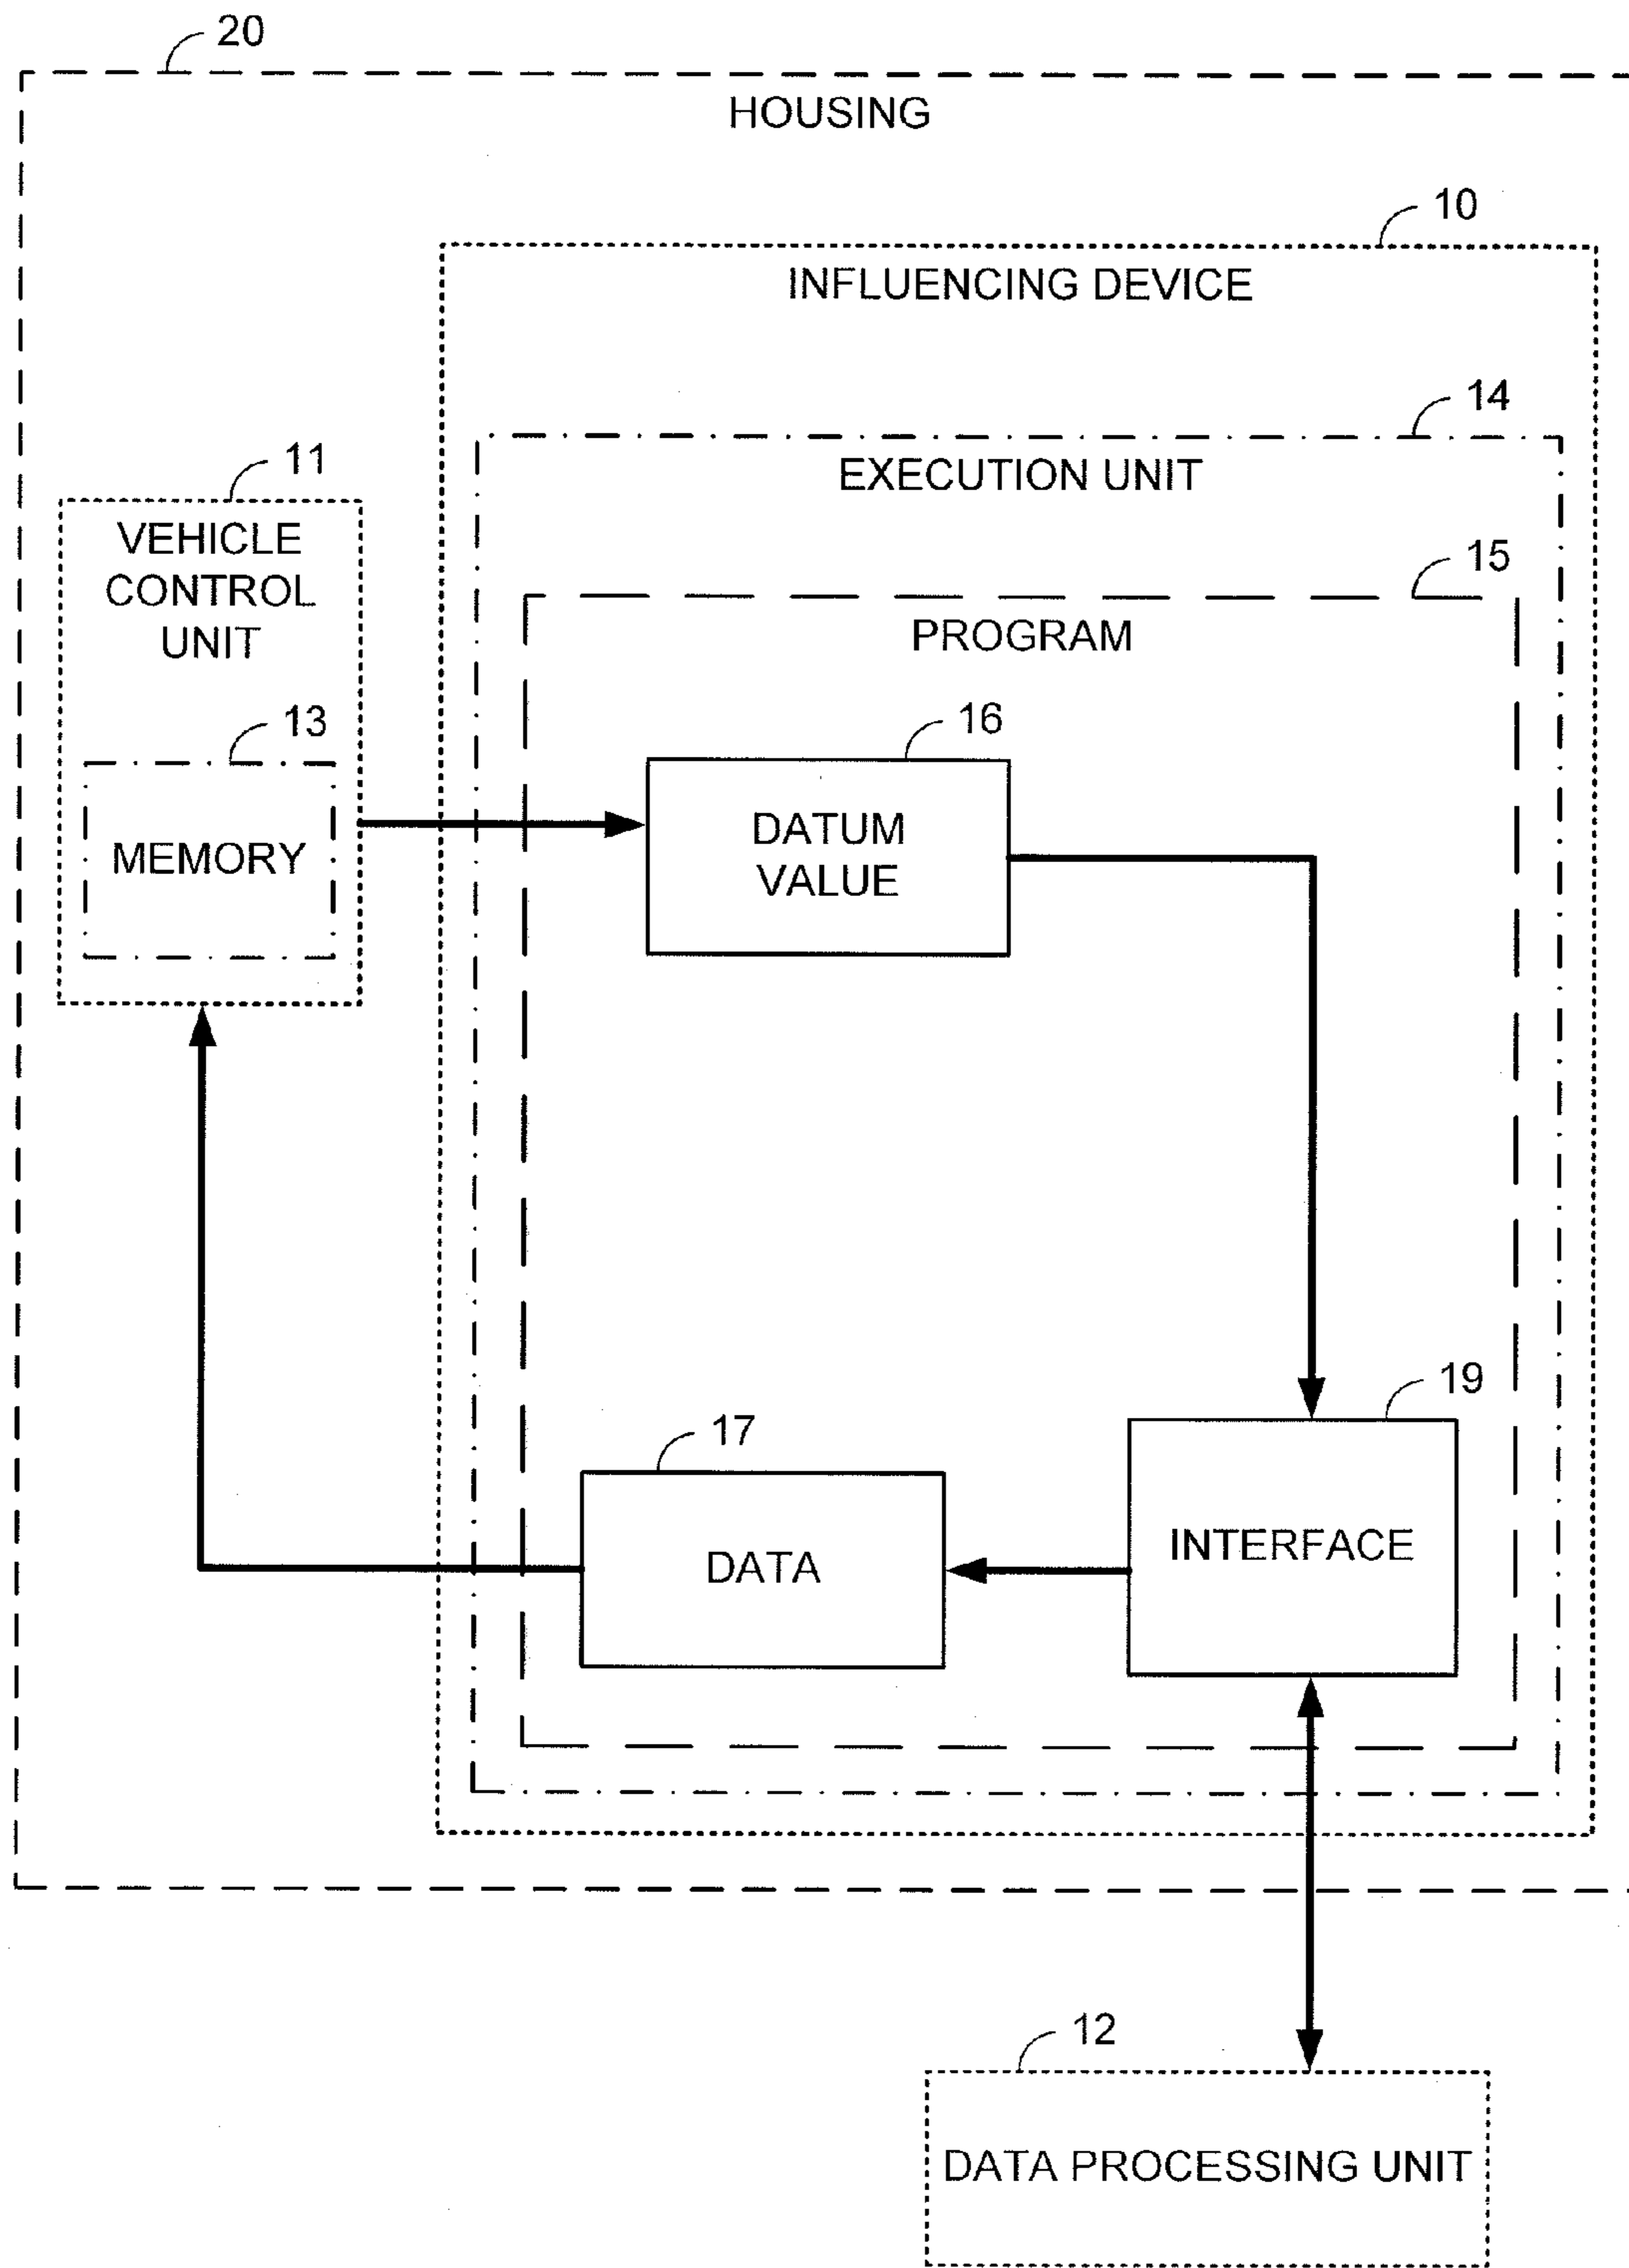 20
HOUSING
10
INFLUENCING DEVICE
14
EXECUTION UNIT
11
VEHICLE
CONTROL
UNIT
15
PROGRAM
13
MEMORY
16
DATUM
VALUE
19
INTERFACE
17
DATA
12
DATA PROCESSING UNIT